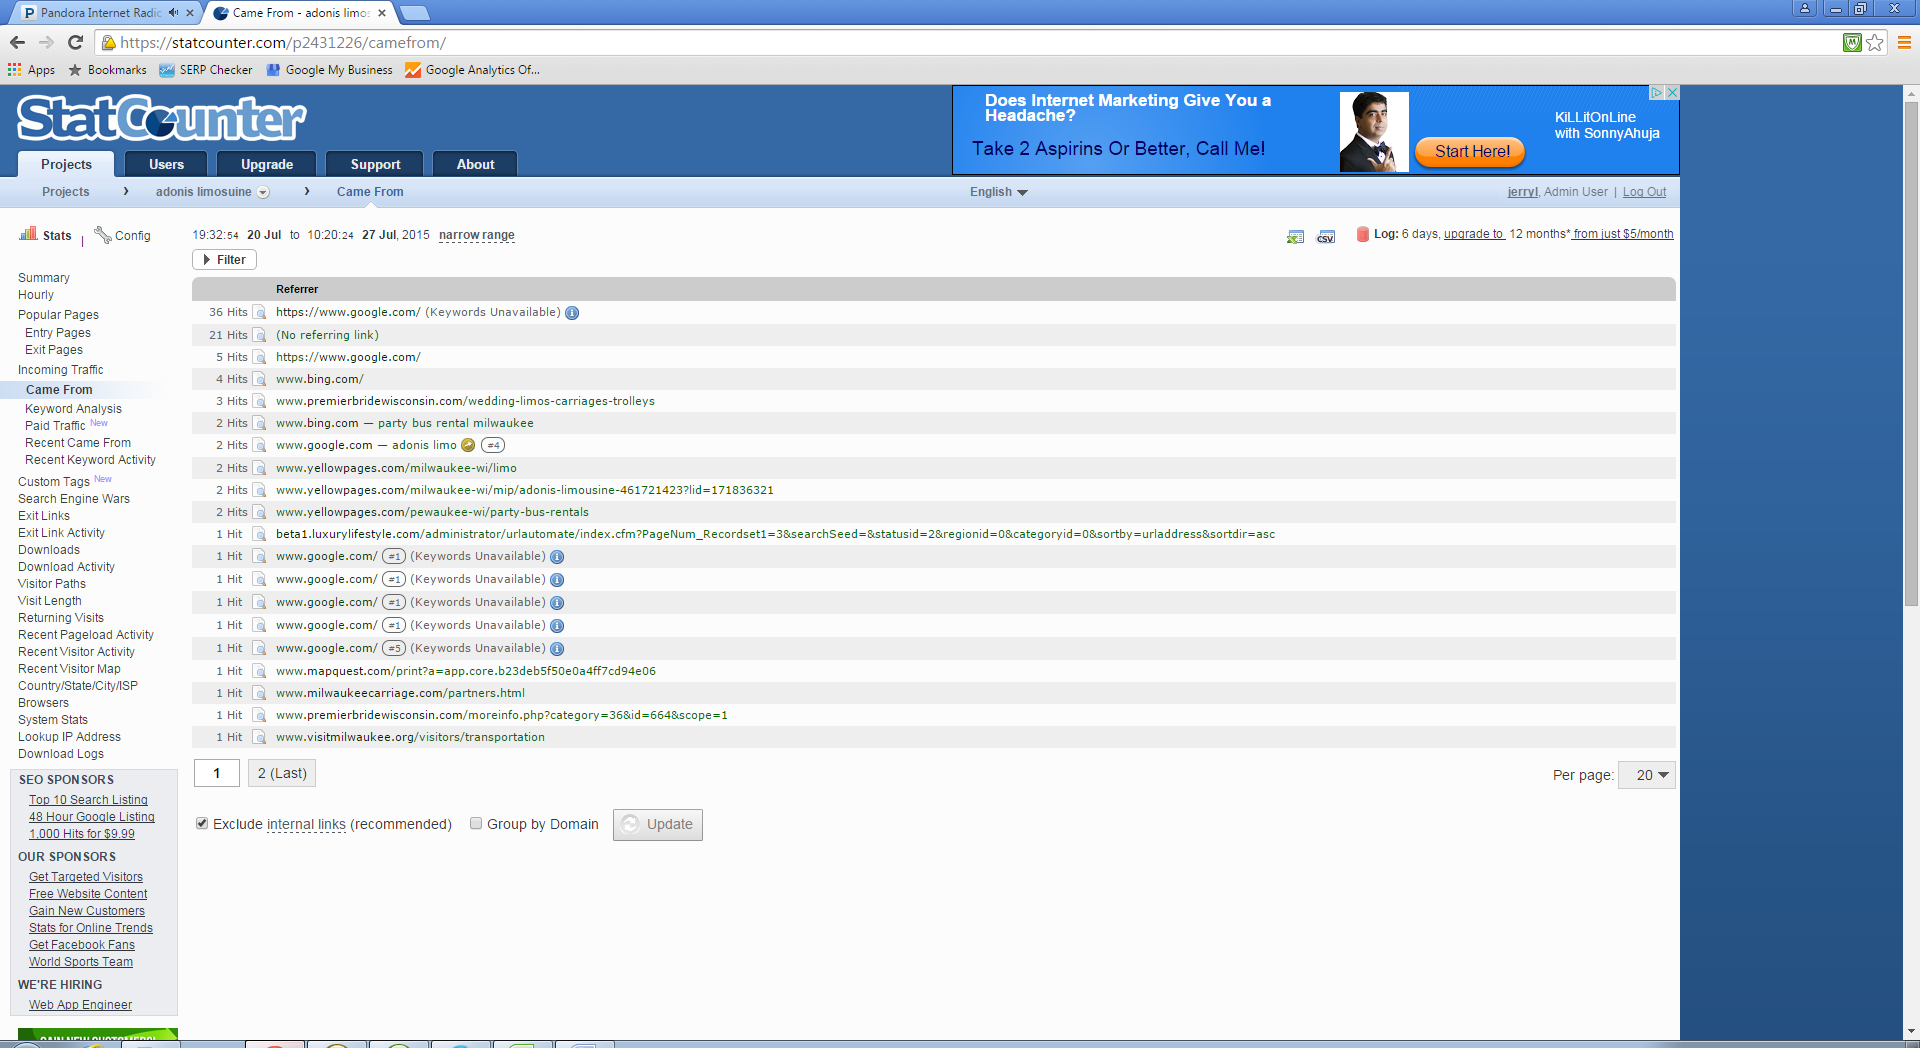 Pandora Internet Radio
Came From - adonis limo
https://statcounter.com/p2431226/camefrom/
Apps Bookmarks SERP Checker Google My Business Google Analytics Of...
StatCounter
Does Internet Marketing Give You a
Headache?
Take 2 Aspirins Or Better, Call Me!
Start Here!
KiLLitOnLine
with SonnyAhuja
Projects Users Upgrade Support About
Projects › adonis limosuine › Came From English jerryl, Admin User | Log Out
Stats | Config
19:32:54 20 Jul to 10:20:24 27 Jul, 2015 narrow range
CSV Log: 6 days, upgrade to 12 months* from just $5/month
Filter
Summary
Hourly
Popular Pages
Entry Pages
Exit Pages
Incoming Traffic
Came From
Keyword Analysis
Paid Traffic New
Recent Came From
Recent Keyword Activity
Custom Tags New
Search Engine Wars
Exit Links
Exit Link Activity
Downloads
Download Activity
Visitor Paths
Visit Length
Returning Visits
Recent Pageload Activity
Recent Visitor Activity
Recent Visitor Map
Country/State/City/ISP
Browsers
System Stats
Lookup IP Address
Download Logs
SEO SPONSORS
Top 10 Search Listing
48 Hour Google Listing
1,000 Hits for $9.99
OUR SPONSORS
Get Targeted Visitors
Free Website Content
Gain New Customers
Stats for Online Trends
Get Facebook Fans
World Sports Team
WE'RE HIRING
Web App Engineer
GAIN NEW CUSTOMERS!
Referrer
36 Hits https://www.google.com/ (Keywords Unavailable)
21 Hits (No referring link)
5 Hits https://www.google.com/
4 Hits www.bing.com/
3 Hits www.premierbridewisconsin.com/wedding-limos-carriages-trolleys
2 Hits www.bing.com — party bus rental milwaukee
2 Hits www.google.com — adonis limo #4
2 Hits www.yellowpages.com/milwaukee-wi/limo
2 Hits www.yellowpages.com/milwaukee-wi/mip/adonis-limousine-461721423?lid=171836321
2 Hits www.yellowpages.com/pewaukee-wi/party-bus-rentals
1 Hit beta1.luxurylifestyle.com/administrator/urlautomate/index.cfm?PageNum_Recordset1=3&searchSeed=&statusid=2&regionid=0&categoryid=0&sortby=urladdress&sortdir=asc
1 Hit www.google.com/ #1 (Keywords Unavailable)
1 Hit www.google.com/ #1 (Keywords Unavailable)
1 Hit www.google.com/ #1 (Keywords Unavailable)
1 Hit www.google.com/ #1 (Keywords Unavailable)
1 Hit www.google.com/ #5 (Keywords Unavailable)
1 Hit www.mapquest.com/print?a=app.core.b23deb5f50e0a4ff7cd94e06
1 Hit www.milwaukeecarriage.com/partners.html
1 Hit www.premierbridewisconsin.com/moreinfo.php?category=36&id=664&scope=1
1 Hit www.visitmilwaukee.org/visitors/transportation
1 2 (Last) Per page: 20
Exclude internal links (recommended) Group by Domain Update